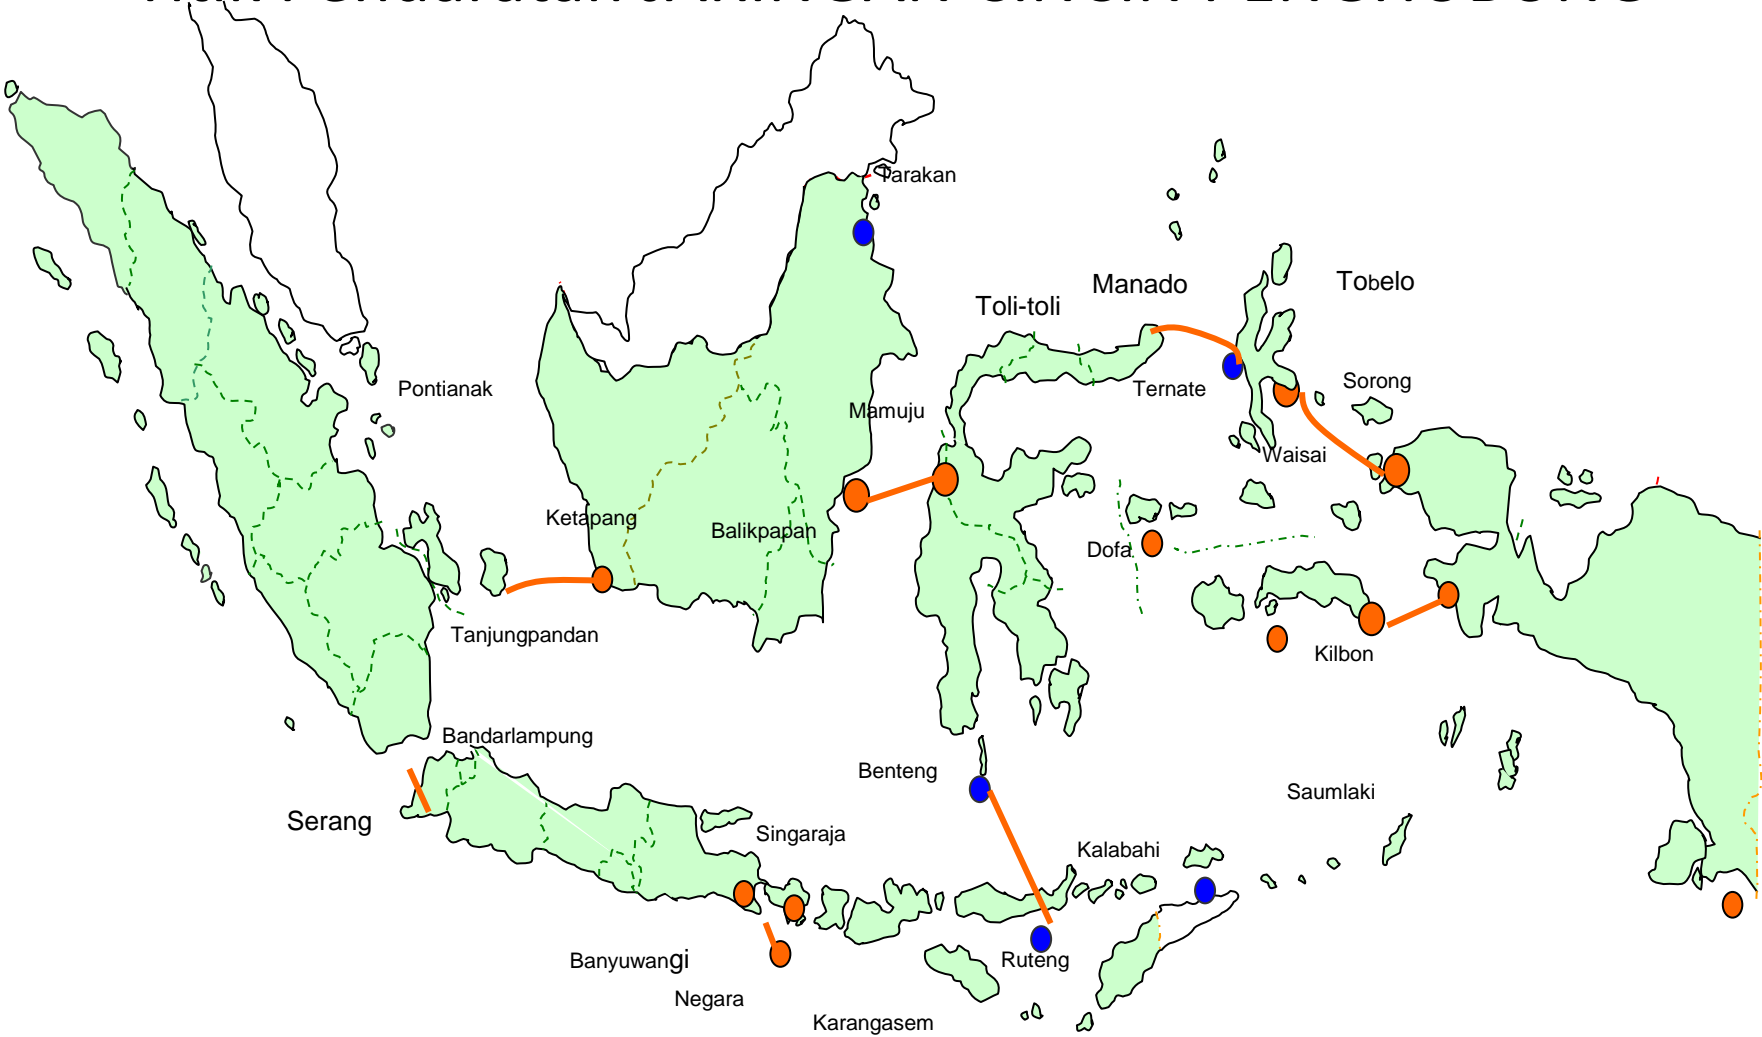 Tarakan
Manado
Tobelo
Toli-toli
Pontianak
Ternate
Sorong
Mamuju
Waisai
Ketapang
Balikpapan
Dofa
Tanjungpandan
Kilbon
Bandarlampung
Benteng
Saumlaki
Serang
Singaraja
Kalabahi
Banyuwangi
Ruteng
Negara
Karangasem